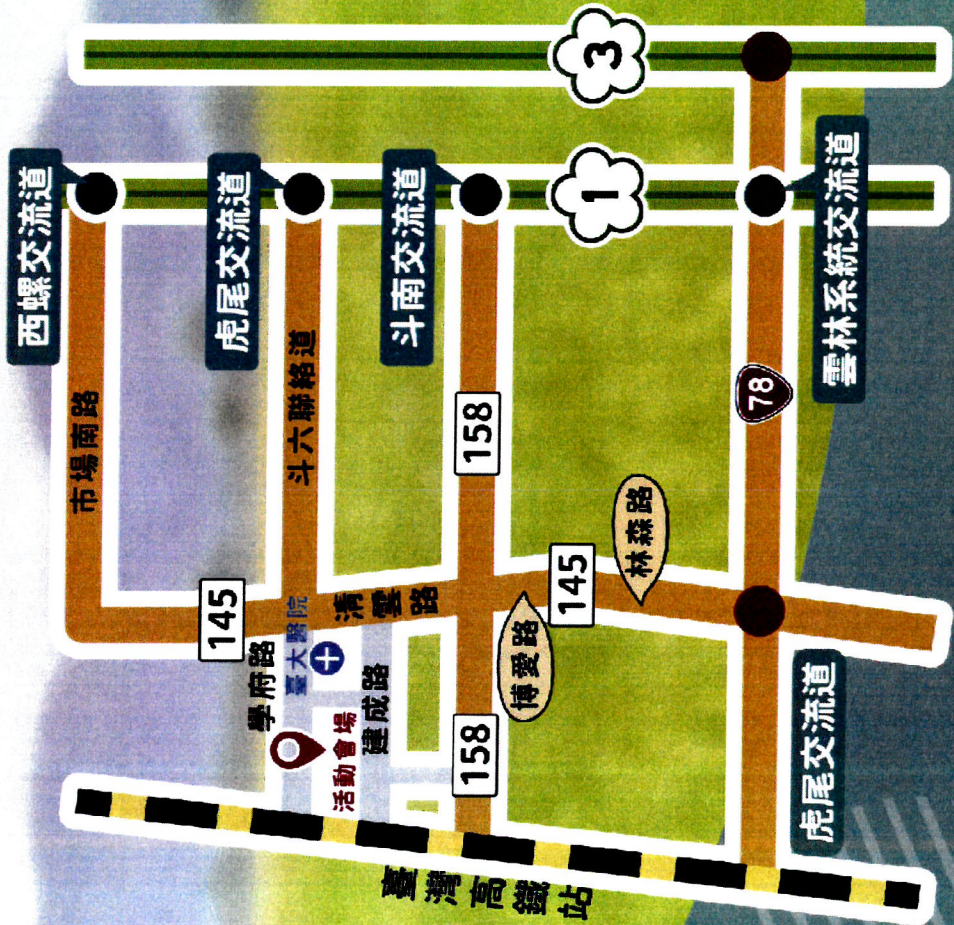 3
1
西螺交流道
虎尾交流道
斗南交流道
雲林系統交流道
市場南路
斗六聯絡道
158
78
145
學府路
臺大醫院
清雲路
145
林森路
活動會場
建成路
158
博愛路
虎尾交流道
臺灣高鐵站